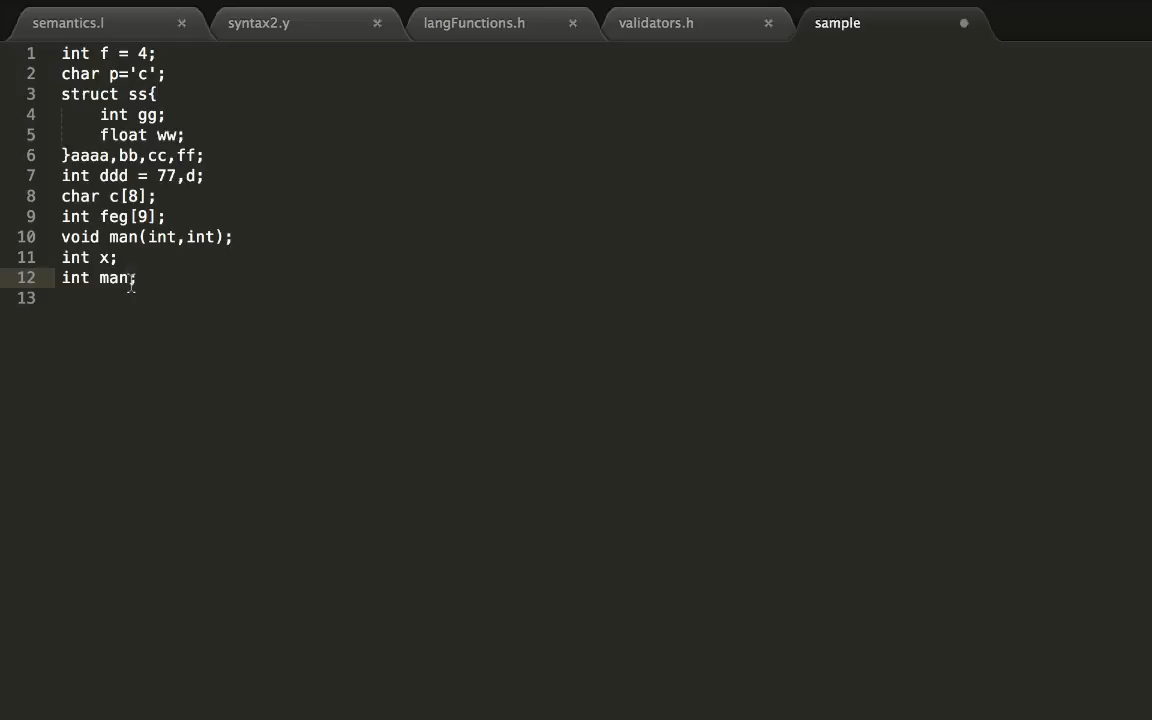 semantics.l × syntax2.y × langFunctions.h × validators.h × sample
1 int f = 4;
2 char p='c';
3 struct ss{
4 int gg;
5 float ww;
6 }aaaa,bb,cc,ff;
7 int ddd = 77,d;
8 char c[8];
9 int feg[9];
10 void man(int,int);
11 int x;
12 int man;
13